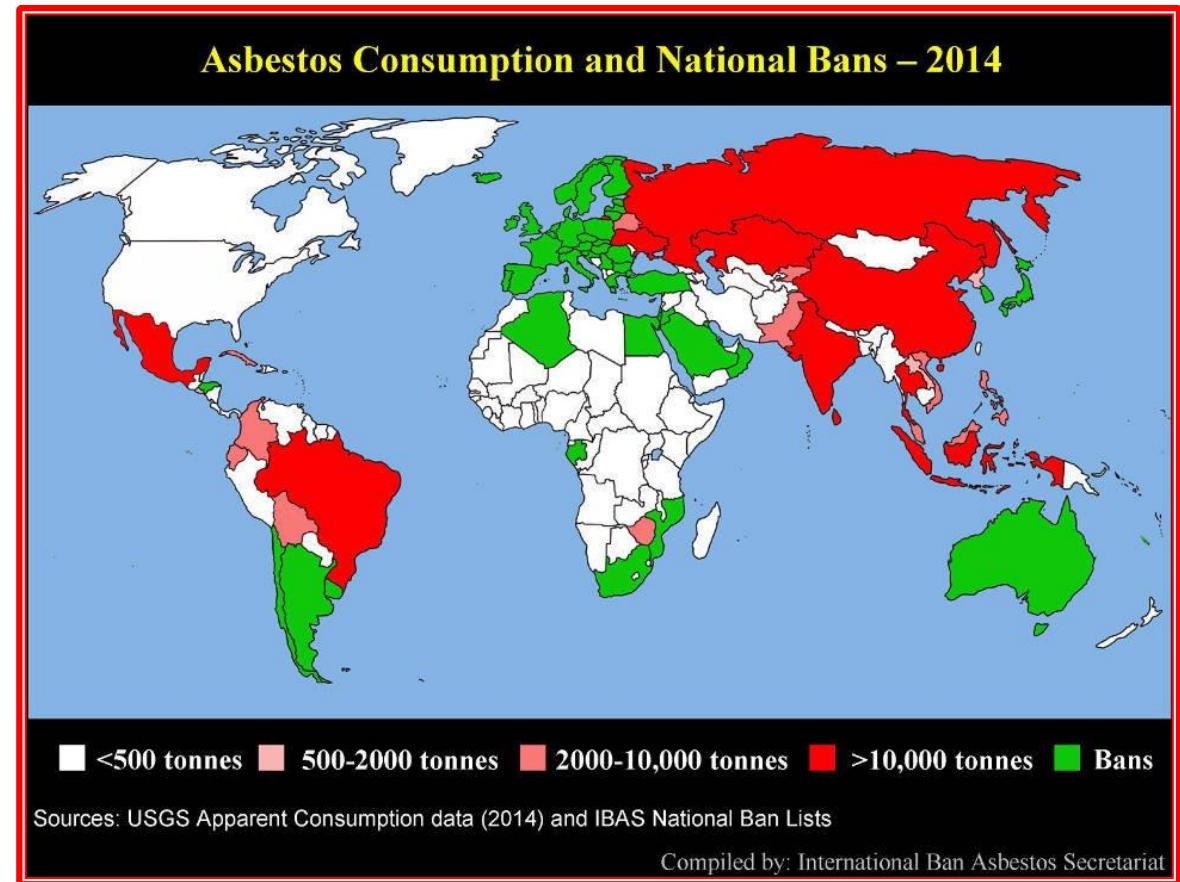 Asbestos Consumption and National Bans – 2014
<500 tonnes 500-2000 tonnes 2000-10,000 tonnes >10,000 tonnes Bans
Sources: USGS Apparent Consumption data (2014) and IBAS National Ban Lists
Compiled by: International Ban Asbestos Secretariat